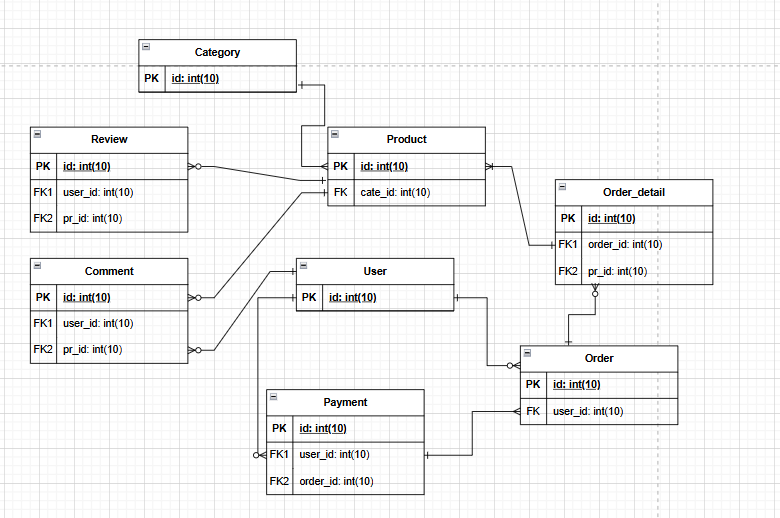 Category
PK id: int(10)
Review
PK id: int(10)
FK1 user_id: int(10)
FK2 pr_id: int(10)
Product
PK id: int(10)
FK cate_id: int(10)
Order_detail
PK id: int(10)
FK1 order_id: int(10)
FK2 pr_id: int(10)
Comment
PK id: int(10)
FK1 user_id: int(10)
FK2 pr_id: int(10)
User
PK id: int(10)
Order
PK id: int(10)
FK user_id: int(10)
Payment
PK id: int(10)
FK1 user_id: int(10)
FK2 order_id: int(10)